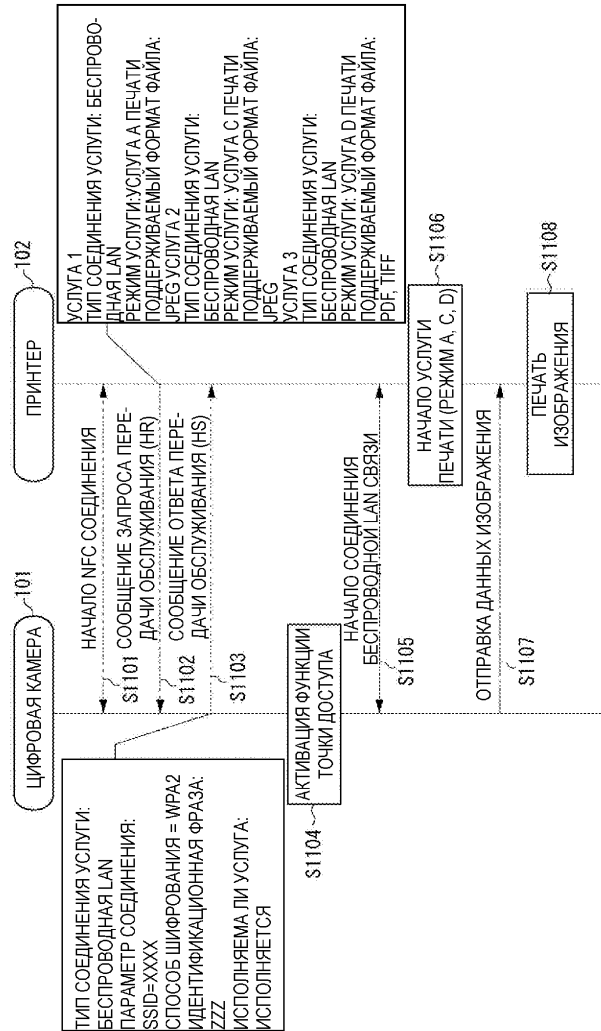 ЦИФРОВАЯ КАМЕРА
101
ПРИНТЕР
102
ТИП СОЕДИНЕНИЯ УСЛУГИ:
БЕСПРОВОДНАЯ LAN
ПАРАМЕТР СОЕДИНЕНИЯ:
SSID=XXXX
СПОСОБ ШИФРОВАНИЯ = WPA2
ИДЕНТИФИКАЦИОННАЯ ФРАЗА:
ZZZ
ИСПОЛНЯЕМА ЛИ УСЛУГА:
ИСПОЛНЯЕТСЯ
НАЧАЛО NFC СОЕДИНЕНИЯ
S1101
СООБЩЕНИЕ ЗАПРОСА ПЕРЕ-
ДАЧИ ОБСЛУЖИВАНИЯ (HR)
S1102
СООБЩЕНИЕ ОТВЕТА ПЕРЕ-
ДАЧИ ОБСЛУЖИВАНИЯ (HS)
S1103
УСЛУГА 1
ТИП СОЕДИНЕНИЯ УСЛУГИ: БЕСПРОВО-
ДНАЯ LAN
РЕЖИМ УСЛУГИ:УСЛУГА A ПЕЧАТИ
ПОДДЕРЖИВАЕМЫЙ ФОРМАТ ФАЙЛА:
JPEG УСЛУГА 2
ТИП СОЕДИНЕНИЯ УСЛУГИ:
БЕСПРОВОДНАЯ LAN
РЕЖИМ УСЛУГИ: УСЛУГА C ПЕЧАТИ
ПОДДЕРЖИВАЕМЫЙ ФОРМАТ ФАЙЛА:
JPEG
УСЛУГА 3
ТИП СОЕДИНЕНИЯ УСЛУГИ:
БЕСПРОВОДНАЯ LAN
РЕЖИМ УСЛУГИ: УСЛУГА D ПЕЧАТИ
ПОДДЕРЖИВАЕМЫЙ ФОРМАТ ФАЙЛА:
PDF, TIFF
АКТИВАЦИЯ ФУНКЦИИ
ТОЧКИ ДОСТУПА
S1104
НАЧАЛО СОЕДИНЕНИЯ
БЕСПРОВОДНОЙ LAN СВЯЗИ
S1105
НАЧАЛО УСЛУГИ
ПЕЧАТИ (РЕЖИМ A, C, D)
S1106
ОТПРАВКА ДАННЫХ ИЗОБРАЖЕНИЯ
S1107
ПЕЧАТЬ
ИЗОБРАЖЕНИЯ
S1108